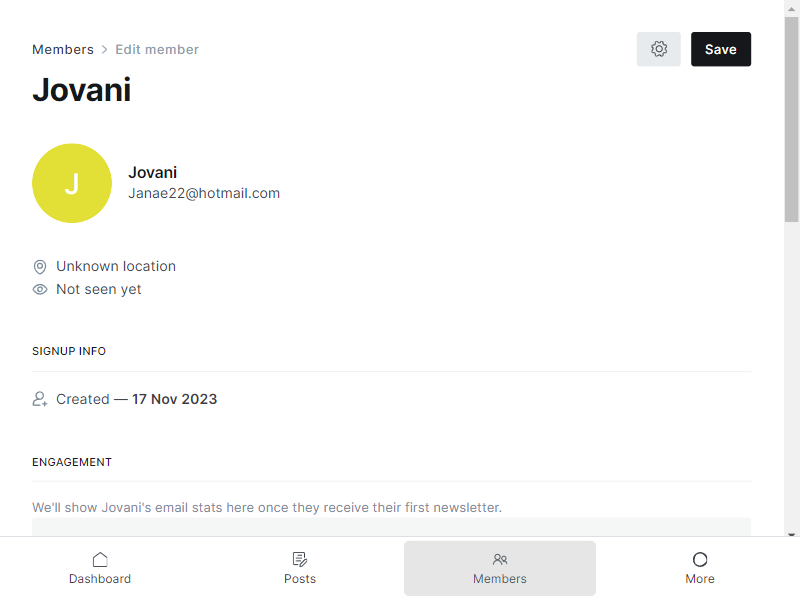 Members > Edit member
Save
Jovani
J
Jovani
Janae22@hotmail.com
Unknown location
Not seen yet
SIGNUP INFO
Created — 17 Nov 2023
ENGAGEMENT
We'll show Jovani's email stats here once they receive their first newsletter.
Dashboard
Posts
Members
More